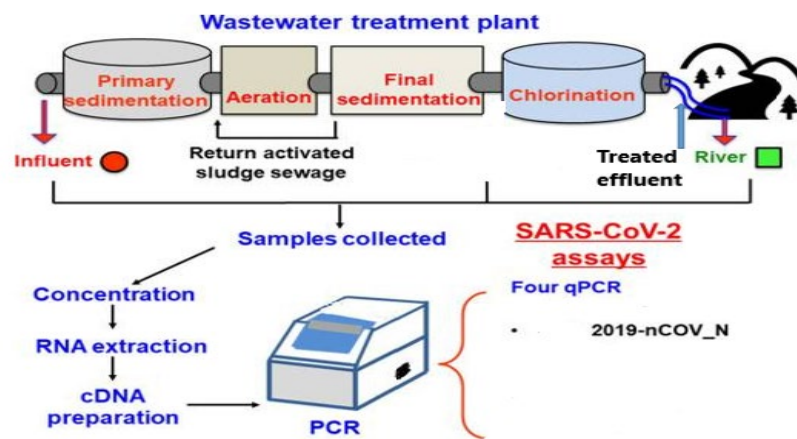 Wastewater treatment plant
Primary
sedimentation
Aeration
Final
sedimentation
Chlorination
Influent
Return activated
sludge sewage
Treated
effluent
River
Samples collected
SARS-CoV-2
assays
Concentration
Four qPCR
• 2019-nCOV_N
RNA extraction
cDNA
preparation
PCR